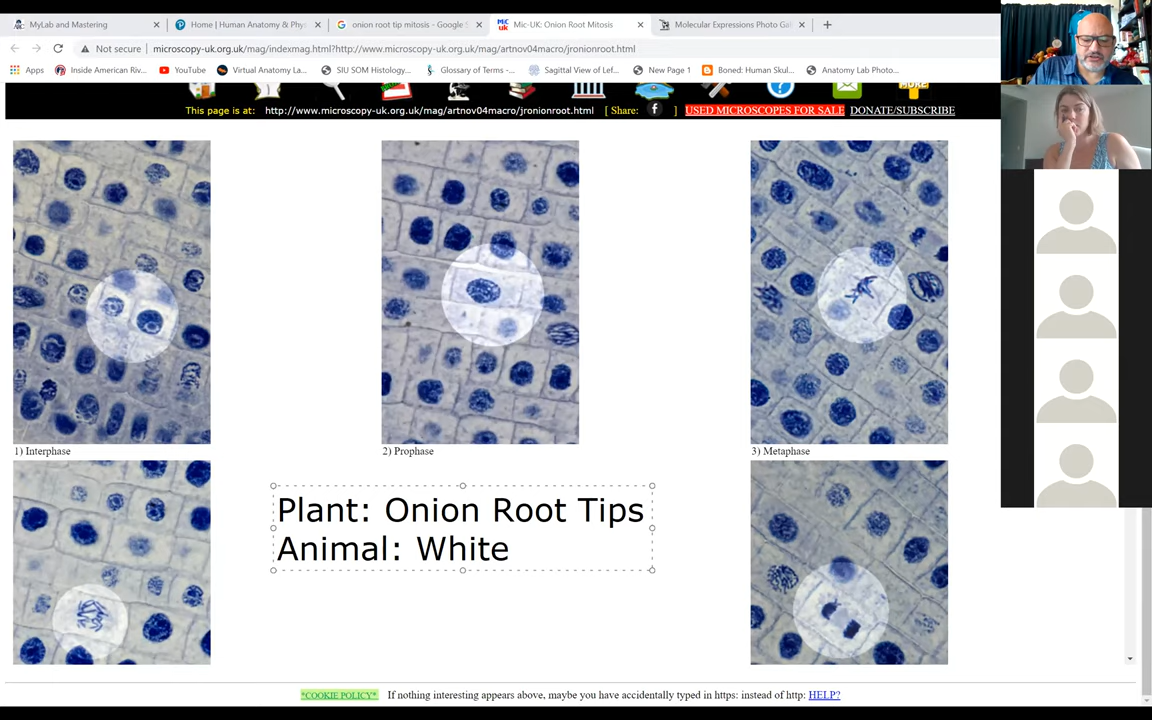 MyLab and Mastering
Home | Human Anatomy & Phys
onion root tip mitosis - Google S
Mic-UK: Onion Root Mitosis
Molecular Expressions Photo Gal
Not secure
microscopy-uk.org.uk/mag/indexmag.html?http://www.microscopy-uk.org.uk/mag/artnov04macro/jronionroot.html
Apps
Inside American Riv...
YouTube
Virtual Anatomy La...
SIU SOM Histology...
Glossary of Terms -...
Sagittal View of Lef...
New Page 1
Boned: Human Skul...
Anatomy Lab Photo...
This page is at: http://www.microscopy-uk.org.uk/mag/artnov04macro/jronionroot.html [ Share: ] USED MICROSCOPES FOR SALE DONATE/SUBSCRIBE
1) Interphase
2) Prophase
3) Metaphase
Plant: Onion Root Tips
Animal: White
*COOKIE POLICY* If nothing interesting appears above, maybe you have accidentally typed in https: instead of http: HELP?